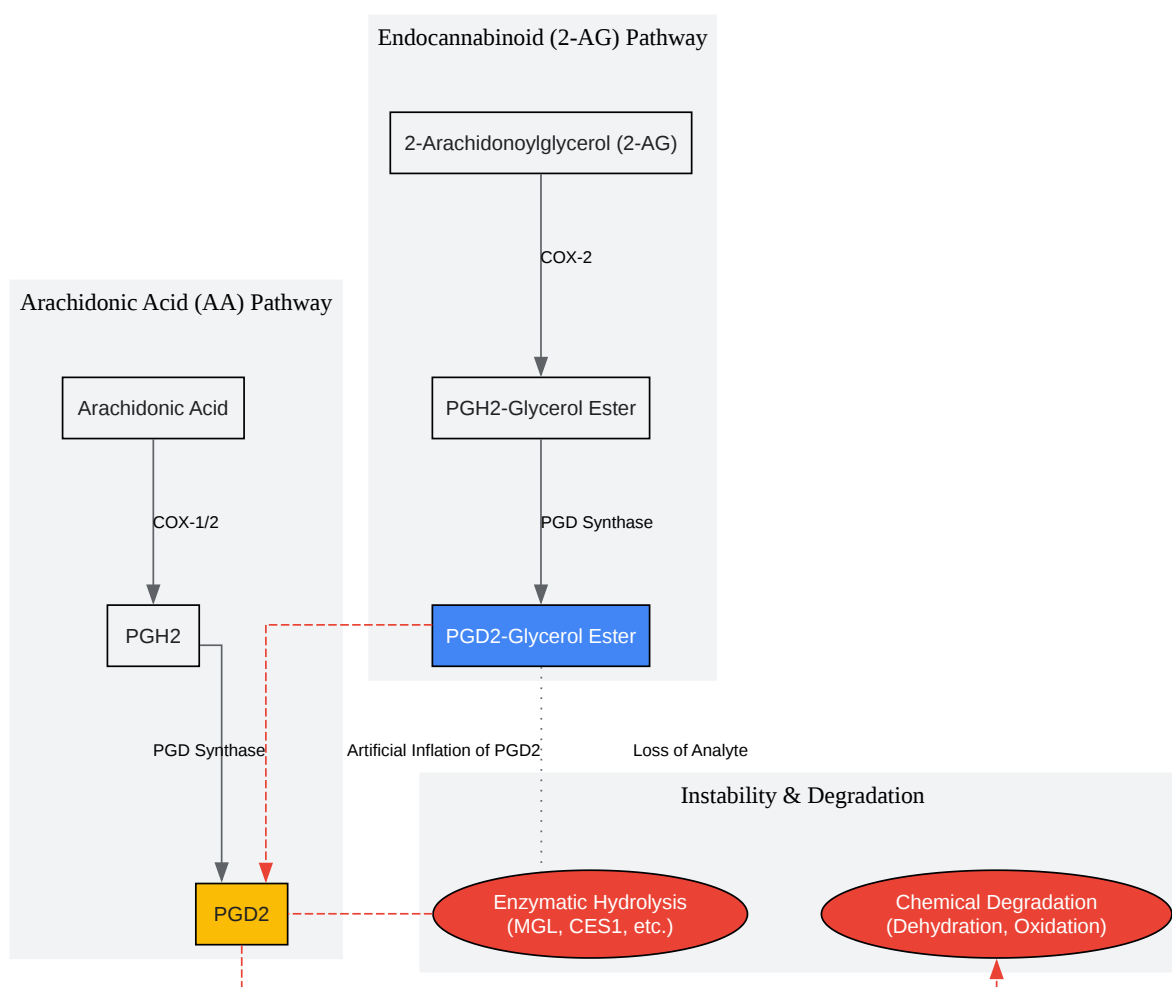 Endocannabinoid (2-AG) Pathway
2-Arachidonoylglycerol (2-AG)
COX-2
Arachidonic Acid (AA) Pathway
Arachidonic Acid
PGH2-Glycerol Ester
COX-1/2
PGD Synthase
PGH2
PGD2-Glycerol Ester
PGD Synthase
Artificial Inflation of PGD2
Loss of Analyte
Instability & Degradation
PGD2
Enzymatic Hydrolysis
(MGL, CES1, etc.)
Chemical Degradation
(Dehydration, Oxidation)